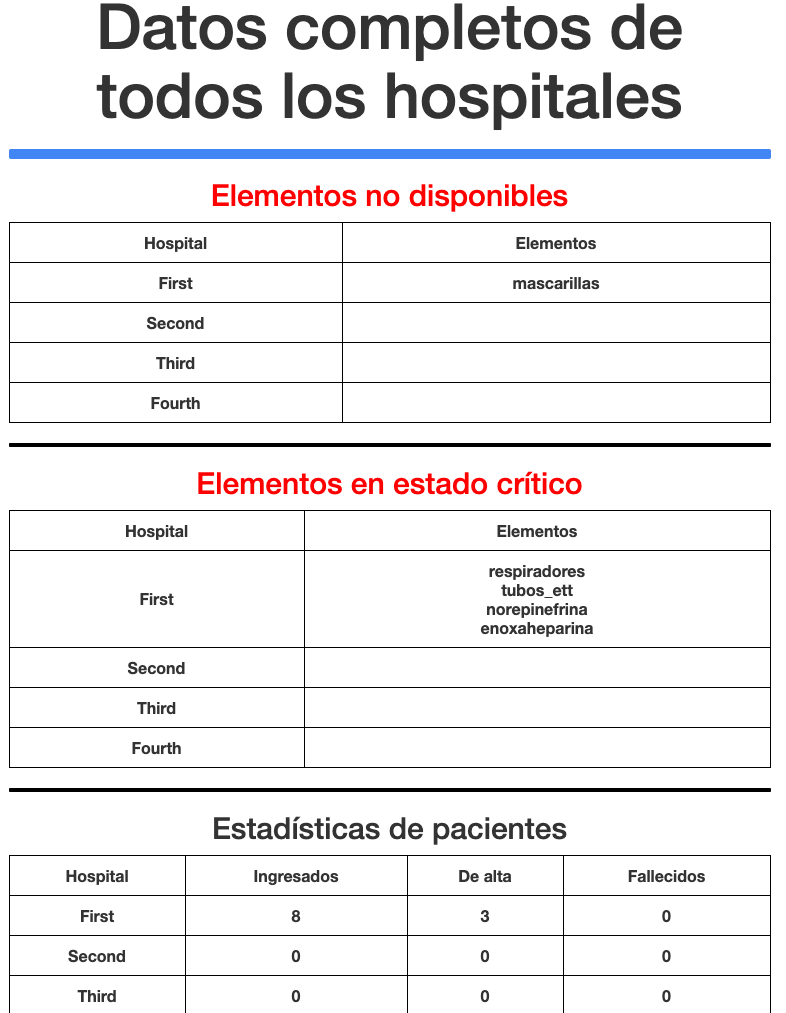 Datos completos de
todos los hospitales
Elementos no disponibles
Hospital Elementos
First mascarillas
Second
Third
Fourth
Elementos en estado crítico
Hospital Elementos
First respiradores
tubos_ett
norepinefrina
enoxaheparina
Second
Third
Fourth
Estadísticas de pacientes
Hospital Ingresados De alta Fallecidos
First 8 3 0
Second 0 0 0
Third 0 0 0